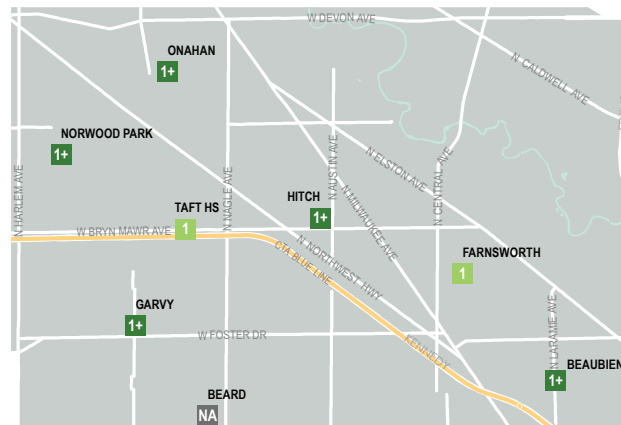 W DEVON AVE
ONAHAN
1+
N CALDWELL AVE
NORWOOD PARK
1+
N HARLEM AVE
N NAGLE AVE
N AUSTIN AVE
N ELSTON AVE
N CENTRAL AVE
N MILWAUKEE AVE
TAFT HS
1
HITCH
1+
W BRYN MAWR AVE
N NORTHWEST HWY
CTA BLUE LINE
FARNSWORTH
1
GARVY
1+
W FOSTER DR
KENNEDY
N LARAMIE AVE
BEAUBIEN
1+
BEARD
NA